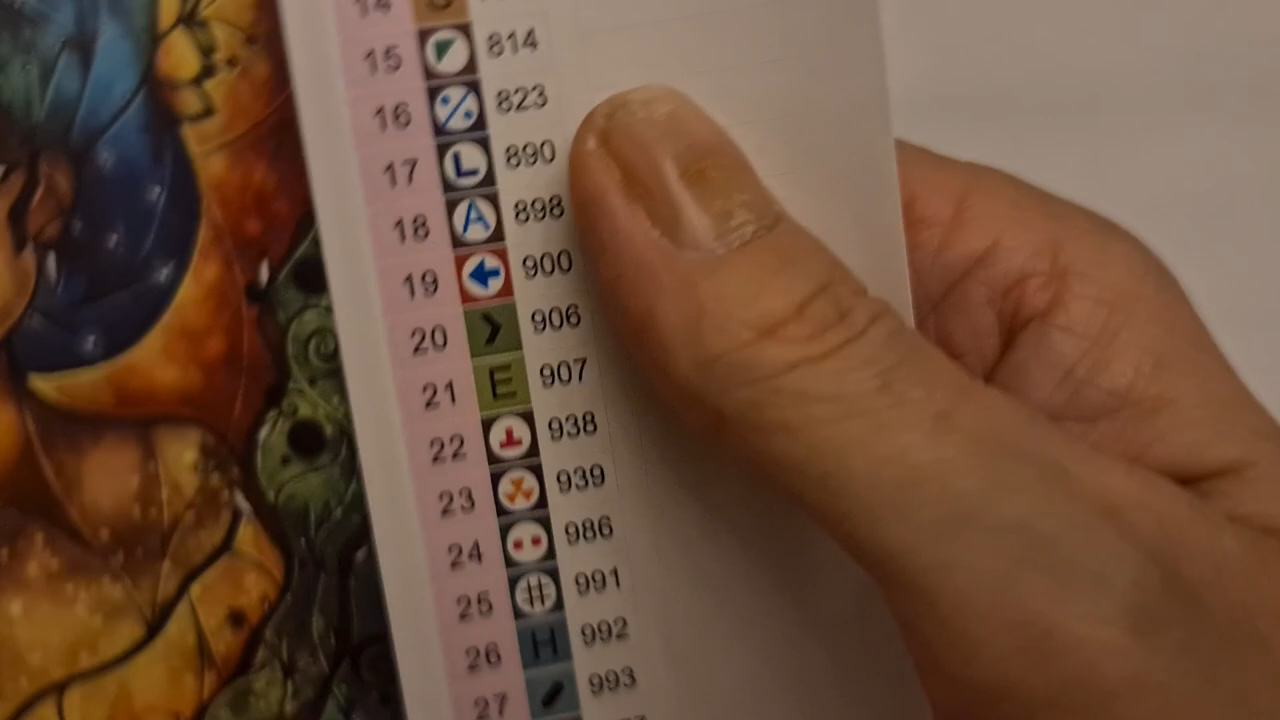 14 S
15 814
16 % 823
17 L 890
18 A 898
19 900
20 906
21 E 907
22 938
23 939
24 986
25 # 991
26 H 992
27 993